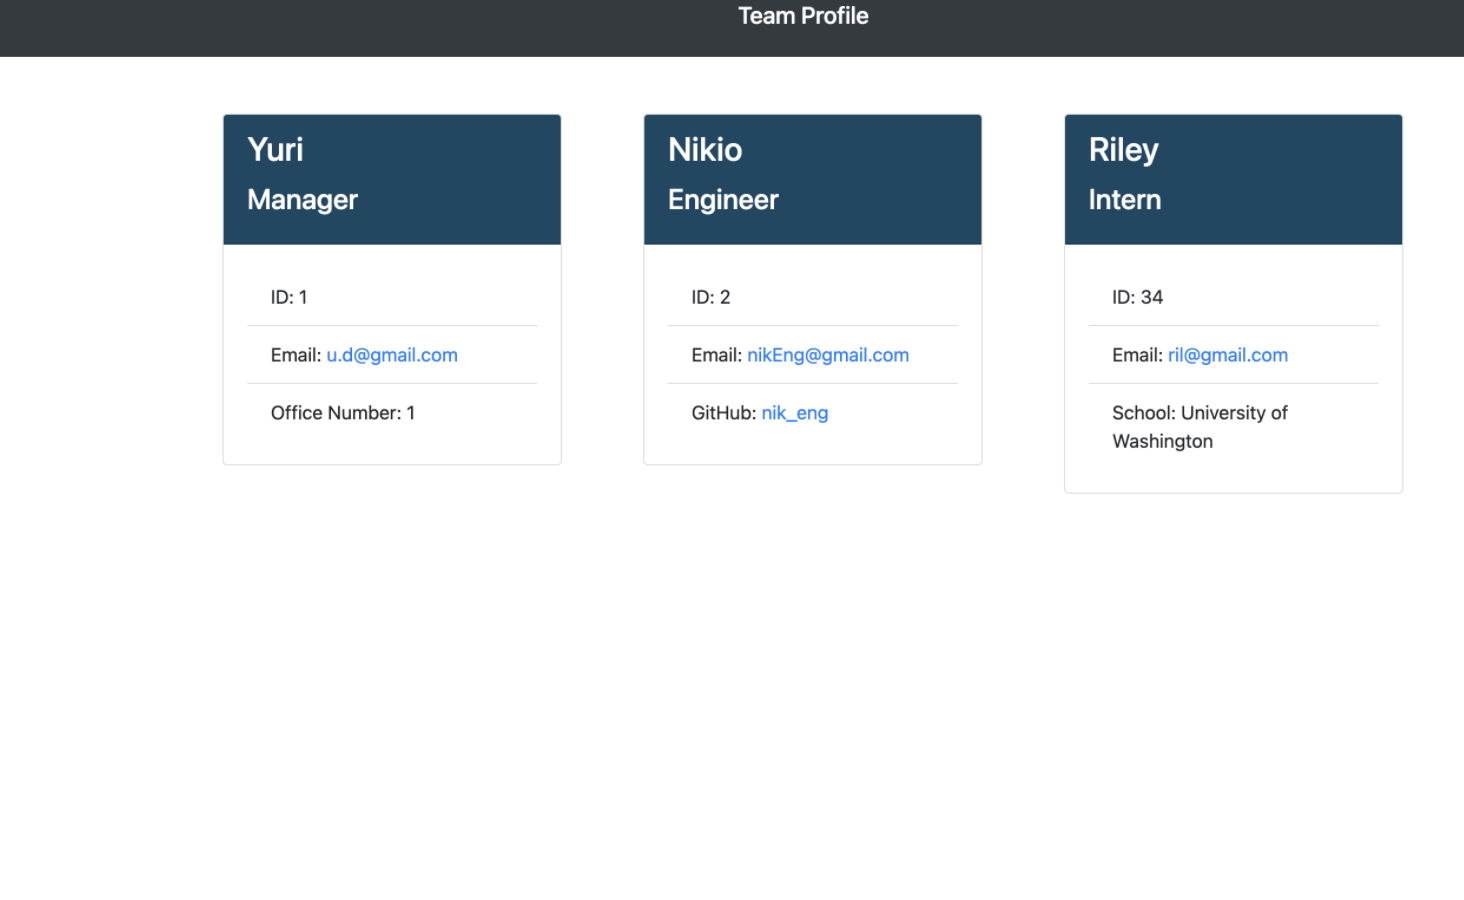 Team Profile
Yuri
Manager
ID: 1
Email: u.d@gmail.com
Office Number: 1
Nikio
Engineer
ID: 2
Email: nikEng@gmail.com
GitHub: nik_eng
Riley
Intern
ID: 34
Email: ril@gmail.com
School: University of
Washington